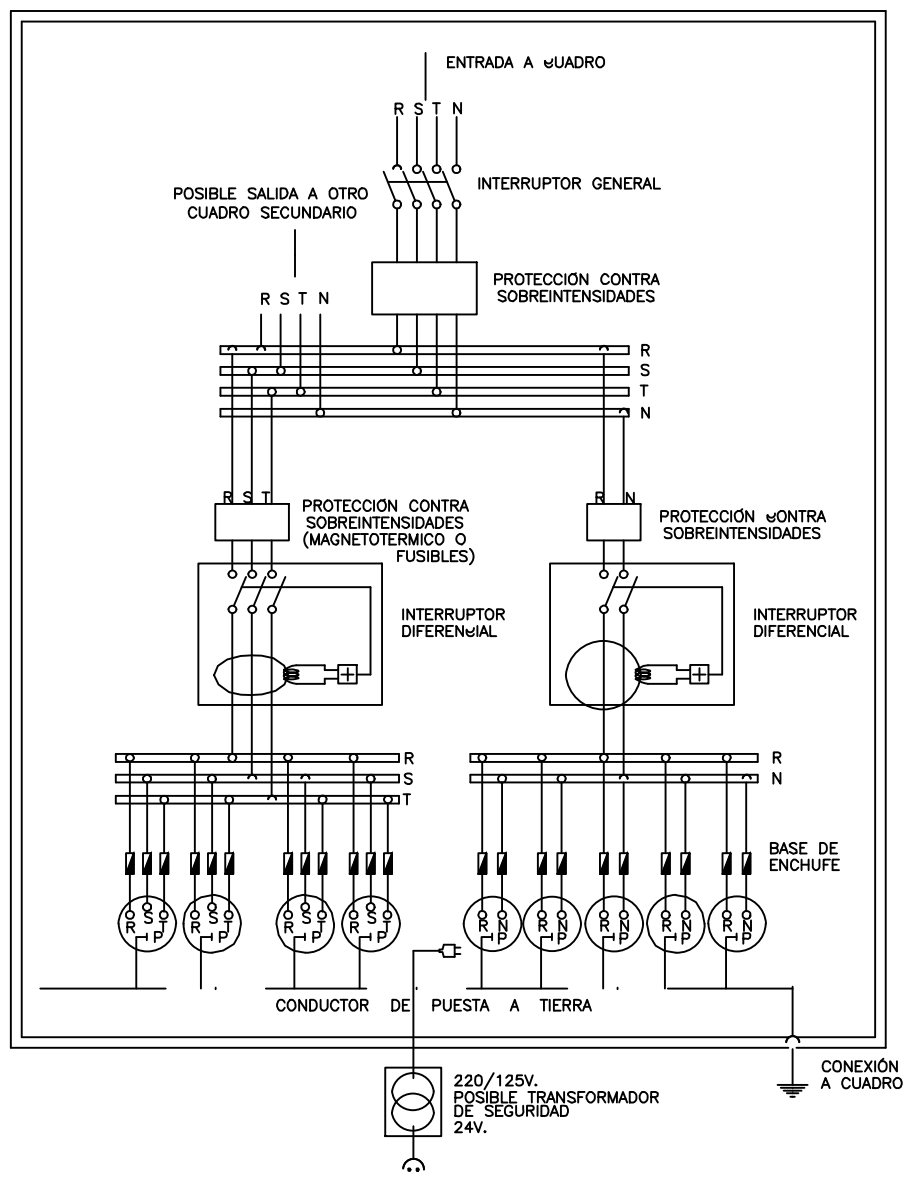 ENTRADA A CUADRO
R S T N
INTERRUPTOR GENERAL
POSIBLE SALIDA A OTRO
CUADRO SECUNDARIO
PROTECCIÓN CONTRA
SOBREINTENSIDADES
R S T N
R
S
T
N
R S T
PROTECCIÓN CONTRA
SOBREINTENSIDADES
(MAGNETOTERMICO O
FUSIBLES)
R N
PROTECCIÓN CONTRA
SOBREINTENSIDADES
INTERRUPTOR
DIFERENCIAL
INTERRUPTOR
DIFERENCIAL
R
S
T
R
N
BASE DE
ENCHUFE
R S T P
R S T P
R S T P
R S T P
R N P
R N P
R N P
R N P
R N P
CONDUCTOR DE PUESTA A TIERRA
CONEXIÓN
A CUADRO
220/125V.
POSIBLE TRANSFORMADOR
DE SEGURIDAD
24V.